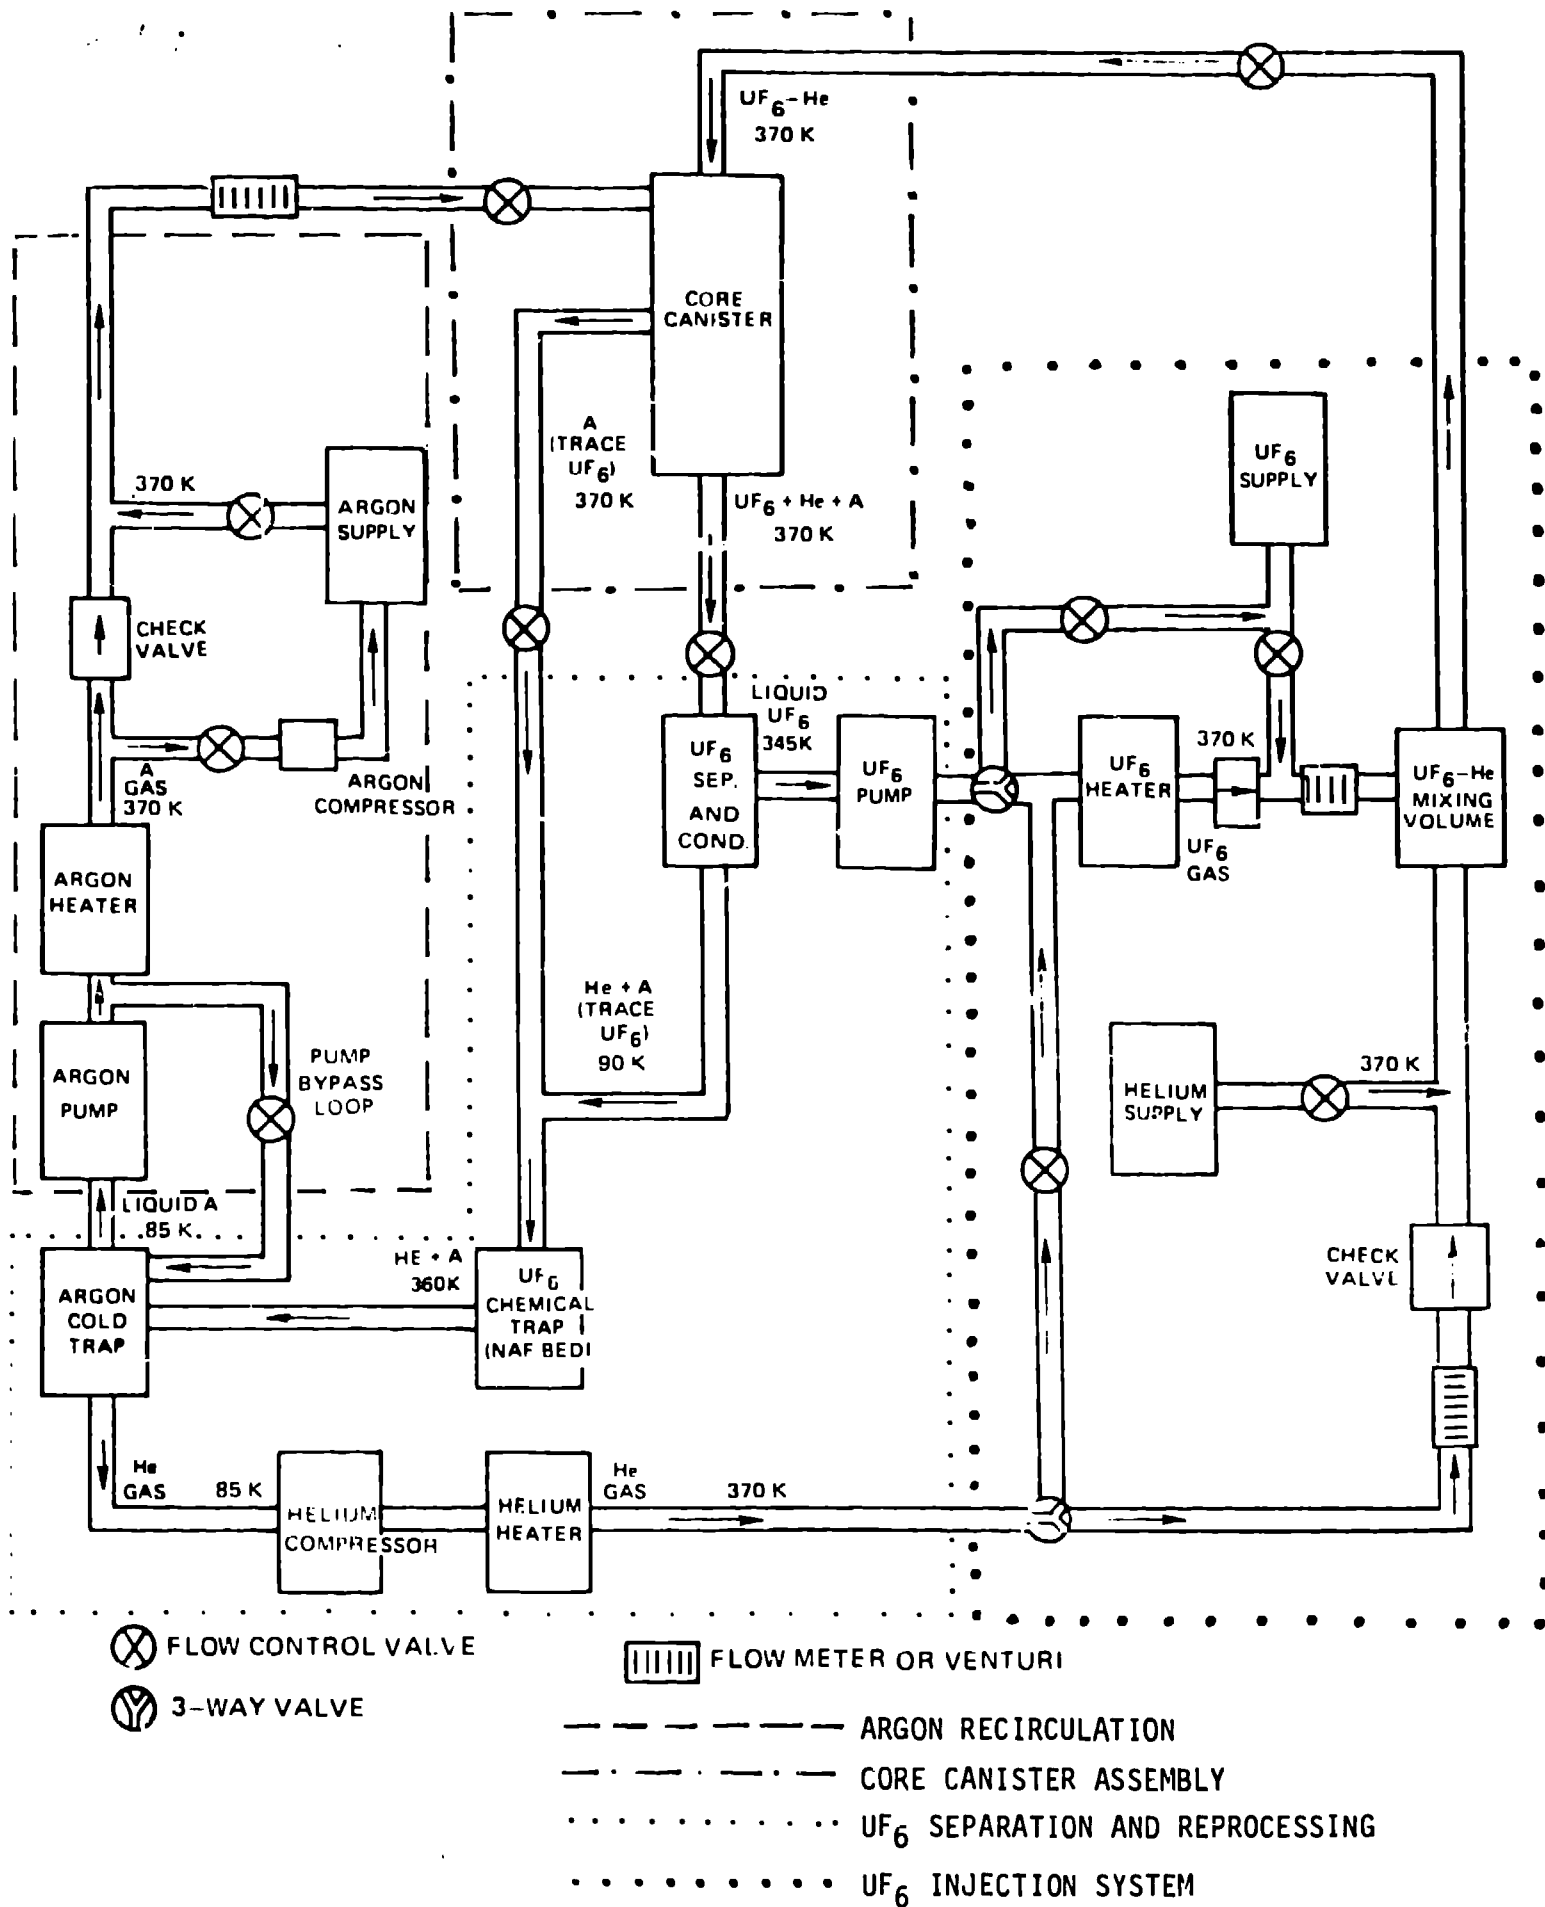 UF6-He
370 K
CORE
CANISTER
A
(TRACE
UF6)
370 K
UF6 + He + A
370 K
370 K
ARGON
SUPPLY
CHECK
VALVE
A
GAS
370 K
ARGON
COMPRESSOR
ARGON
HEATER
ARGON
PUMP
PUMP
BYPASS
LOOP
LIQUID A
85 K
ARGON
COLD
TRAP
HE + A
360K
UF6
CHEMICAL
TRAP
(NAF BED)
He + A
(TRACE
UF6)
90 K
LIQUID
UF6
345K
UF6
SEP.
AND
COND.
UF6
PUMP
UF6
SUPPLY
UF6
HEATER
370 K
UF6
GAS
UF6-He
MIXING
VOLUME
HELIUM
SUPPLY
370 K
CHECK
VALVE
He
GAS
85 K
HELIUM
COMPRESSOR
HELIUM
HEATER
He
GAS
370 K
FLOW CONTROL VALVE
FLOW METER OR VENTURI
3-WAY VALVE
ARGON RECIRCULATION
CORE CANISTER ASSEMBLY
UF6 SEPARATION AND REPROCESSING
UF6 INJECTION SYSTEM